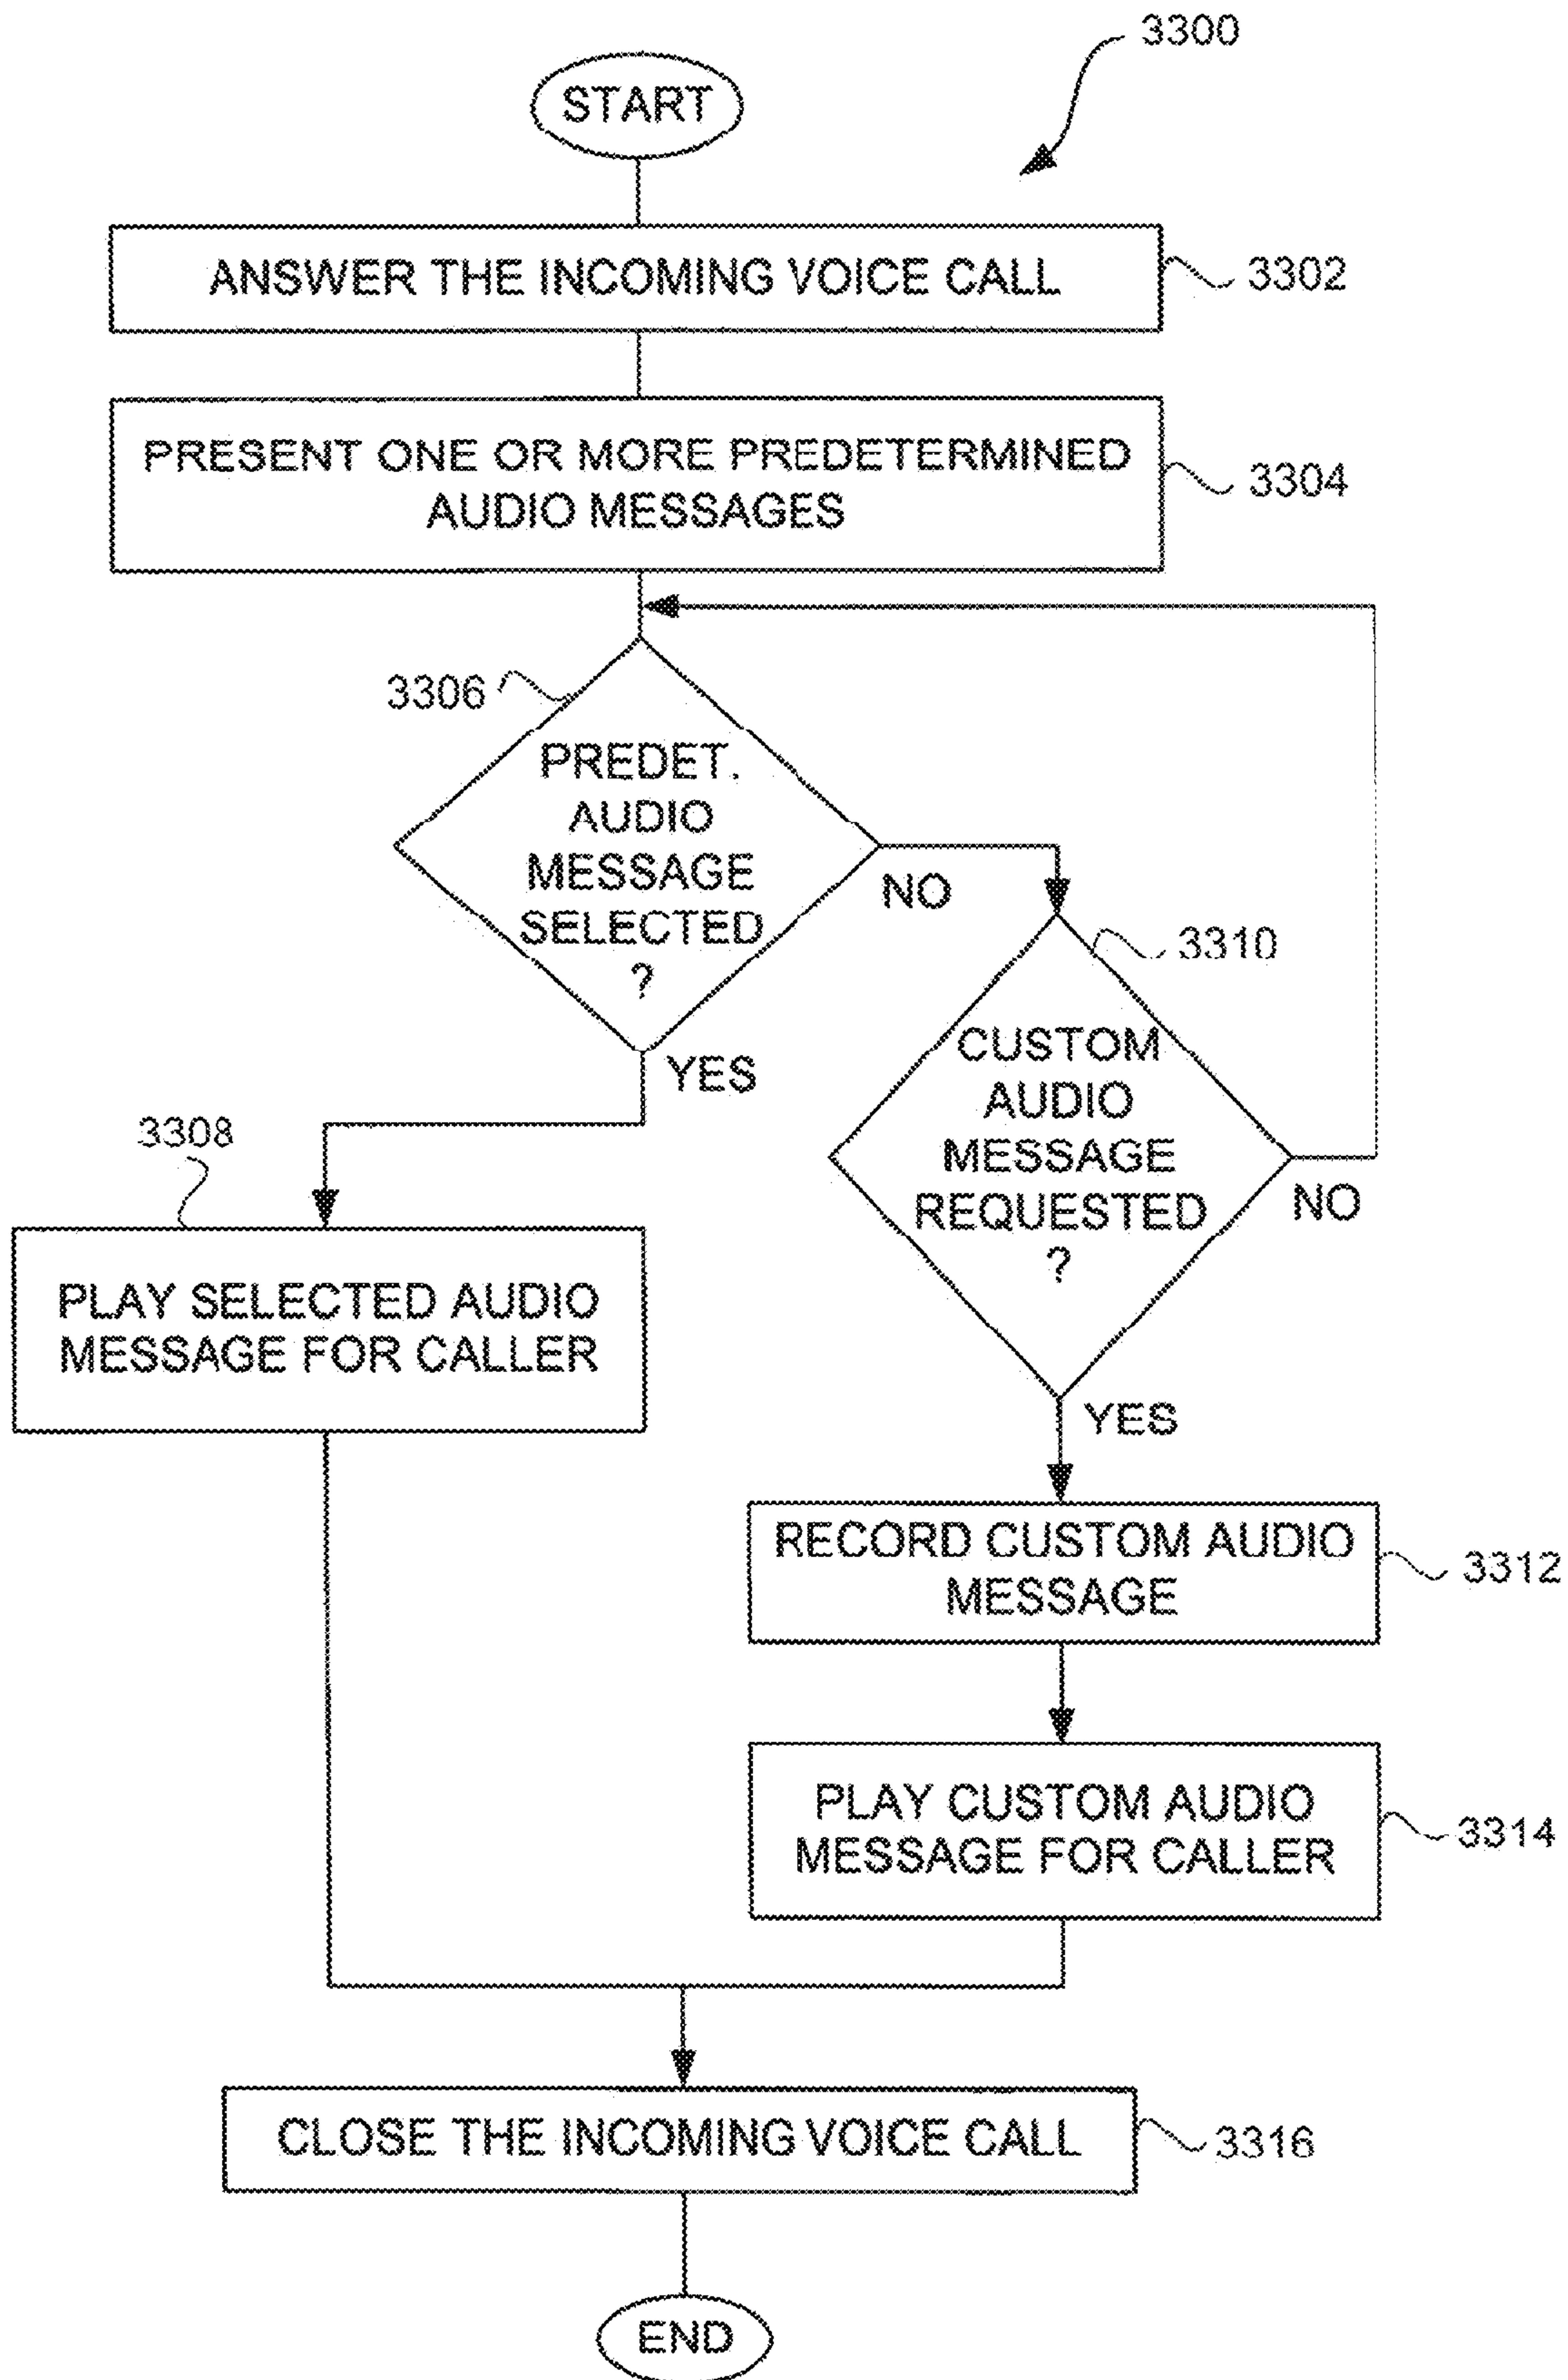 3300
START
ANSWER THE INCOMING VOICE CALL
3302
PRESENT ONE OR MORE PREDETERMINED
AUDIO MESSAGES
3304
3306
PREDET.
AUDIO
MESSAGE
SELECTED
?
NO
YES
3310
CUSTOM
AUDIO
MESSAGE
REQUESTED
?
NO
YES
3308
PLAY SELECTED AUDIO
MESSAGE FOR CALLER
RECORD CUSTOM AUDIO
MESSAGE
3312
PLAY CUSTOM AUDIO
MESSAGE FOR CALLER
3314
CLOSE THE INCOMING VOICE CALL
3316
END